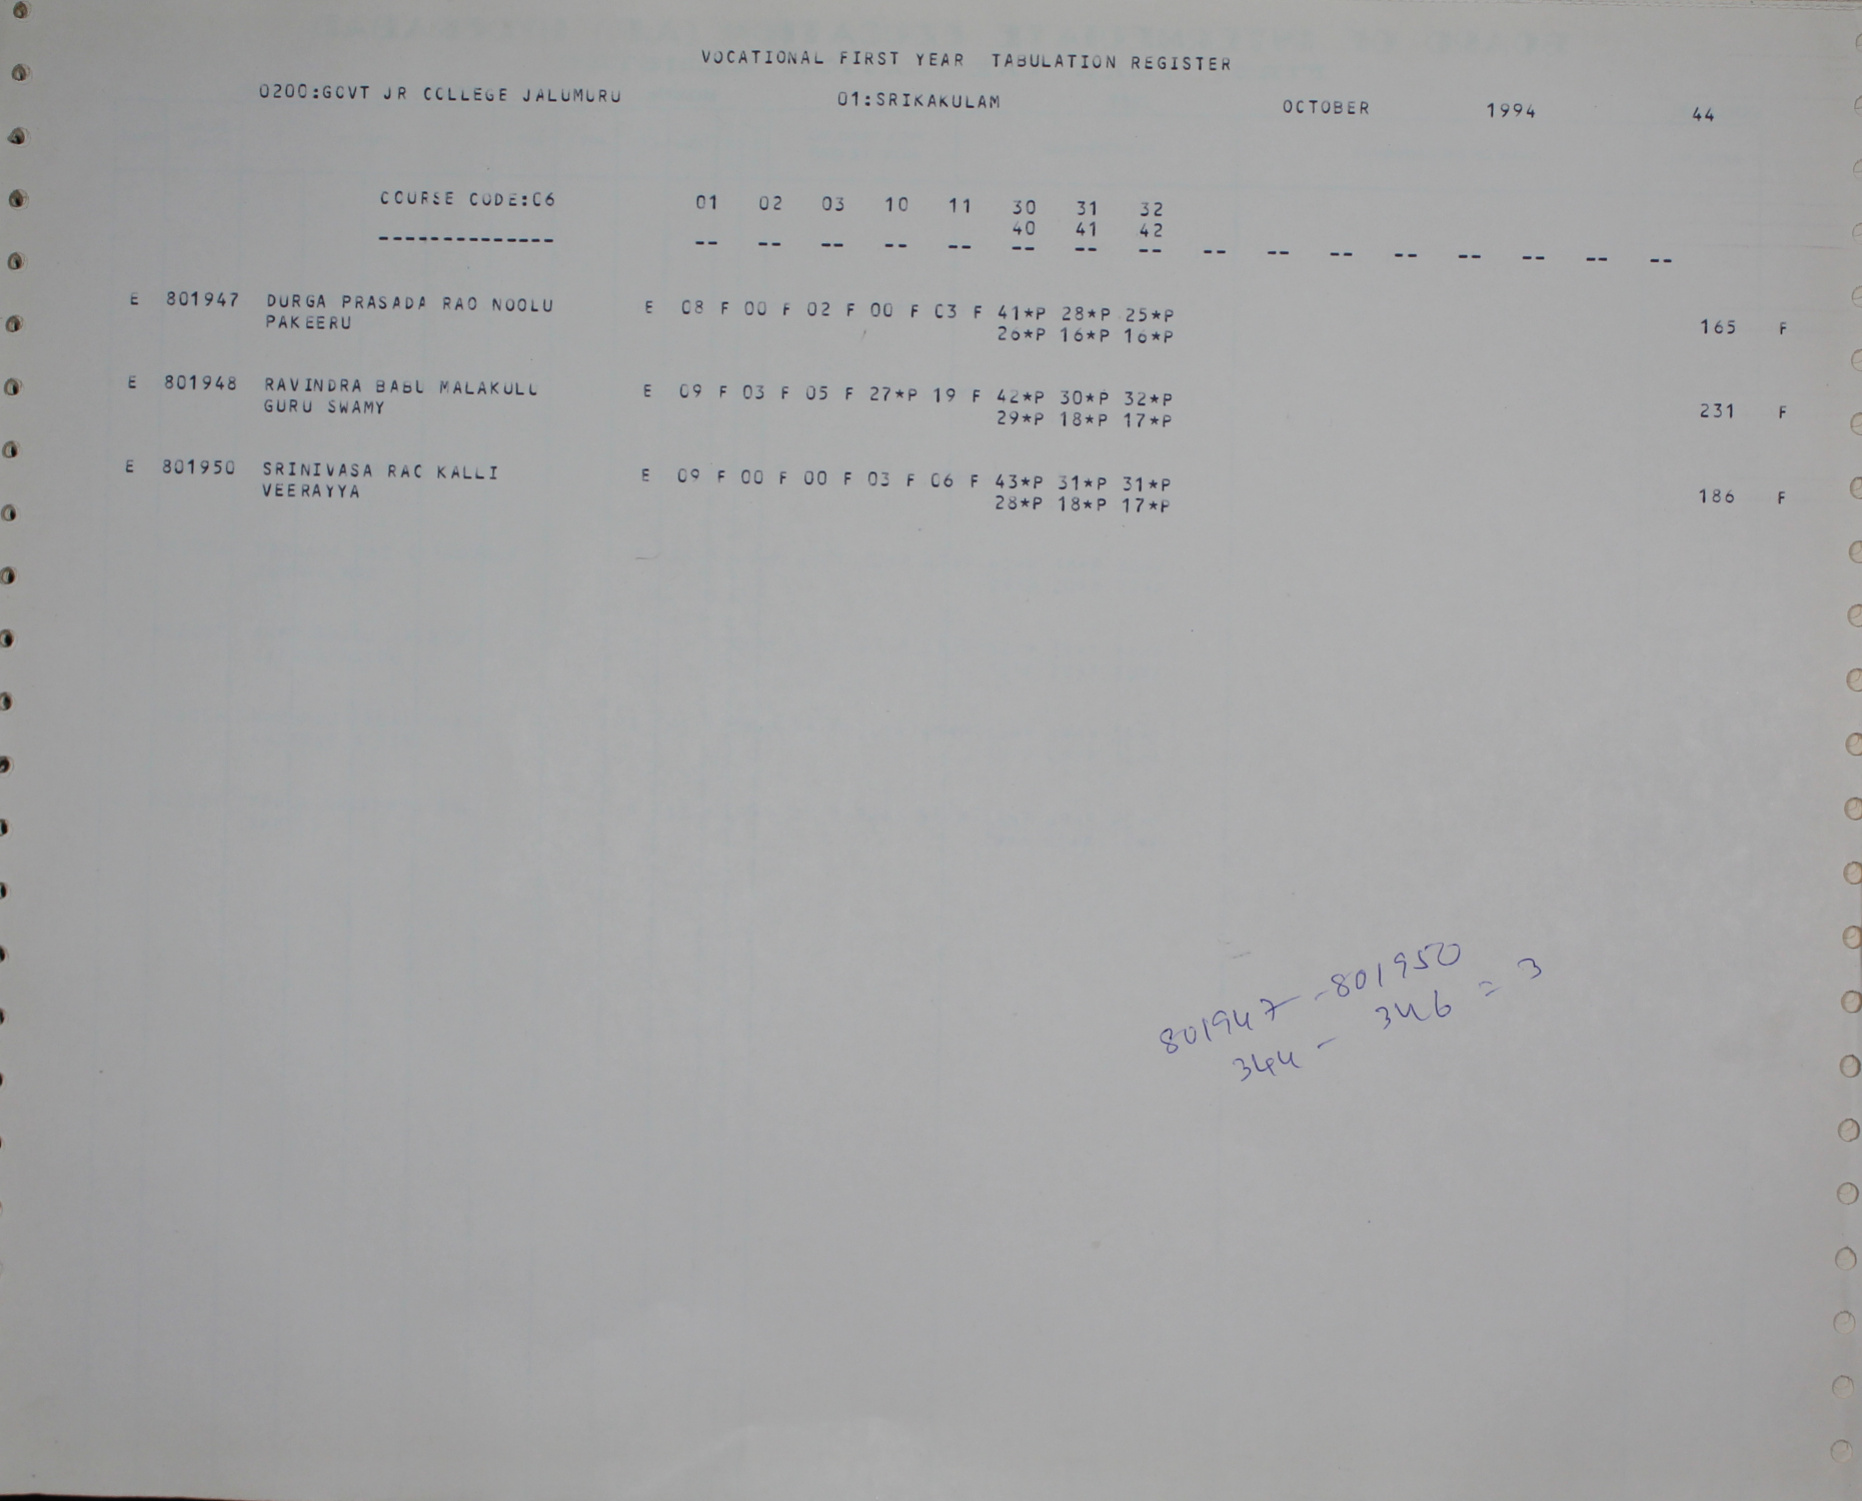 VOCATIONAL FIRST YEAR TABULATION REGISTER
0200:GOVT JR COLLEGE JALUMURU 01:SRIKAKULAM OCTOBER 1994 44
COURSE CODE:C6 01 02 03 10 11 30 31 32
40 41 42
-------------- -- -- -- -- -- -- -- -- -- -- -- -- -- -- -- --
E 801947 DURGA PRASADA RAO NOOLU E 08 F 00 F 02 F 00 F 03 F 41*P 28*P 25*P
PAKEERU 26*P 16*P 16*P 165 F
E 801948 RAVINDRA BABU MALAKULU E 09 F 03 F 05 F 27*P 19 F 42*P 30*P 32*P
GURU SWAMY 29*P 18*P 17*P 231 F
E 801950 SRINIVASA RAO KALLI E 09 F 00 F 00 F 03 F 06 F 43*P 31*P 31*P
VEERAYYA 28*P 18*P 17*P 186 F
801947 - 801950
344 - 346 = 3